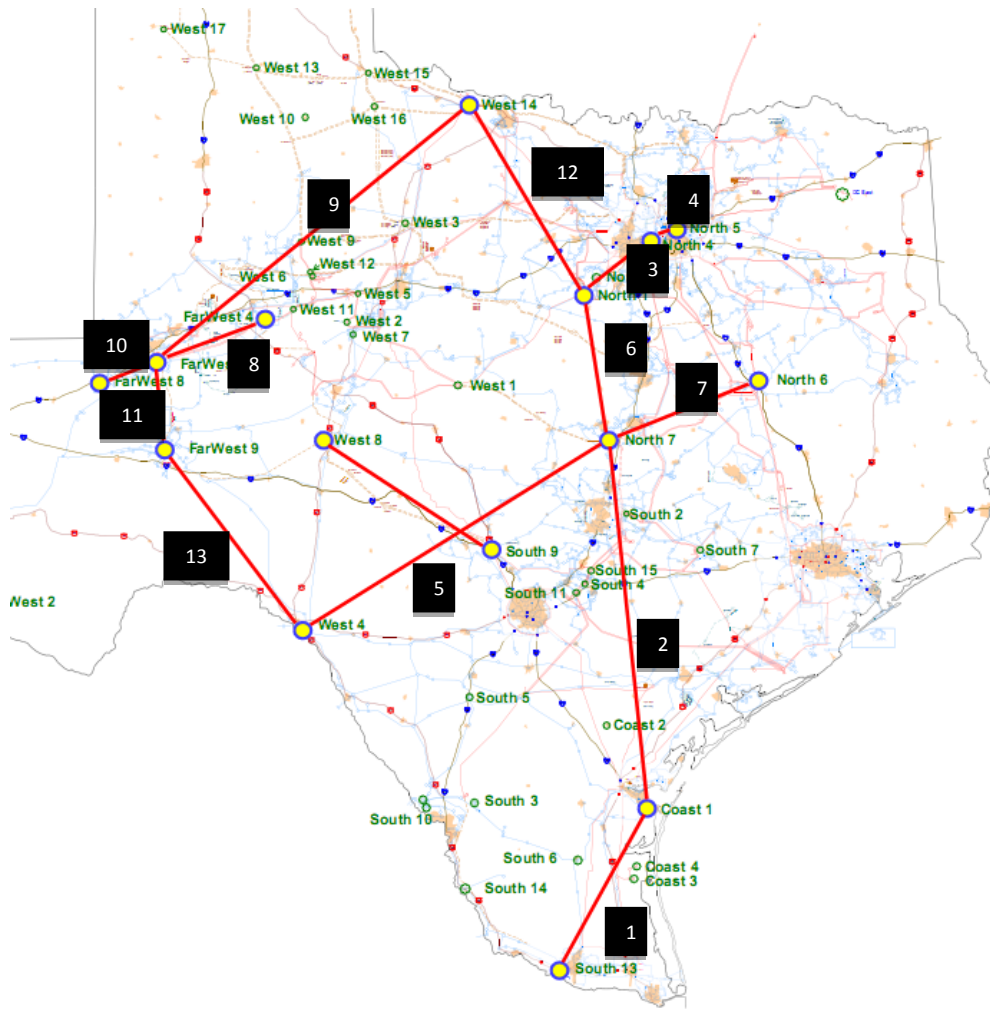 West 17
West 13
West 15
West 14
West 10
West 16
12
4
9
West 3
North 5
North 4
West 9
3
West 12
West 6
No
West 5
North 1
FarWest 4
West 11
West 2
10
West 7
6
8
FarWe
FarWest 8
West 1
7
North 6
11
West 8
North 7
FarWest 9
South 2
13
South 9
South 7
South 15
South 4
5
South 11
West 2
West 4
2
South 5
Coast 2
South 3
Coast 1
South 10
South 6
Coast 4
Coast 3
South 14
1
South 13